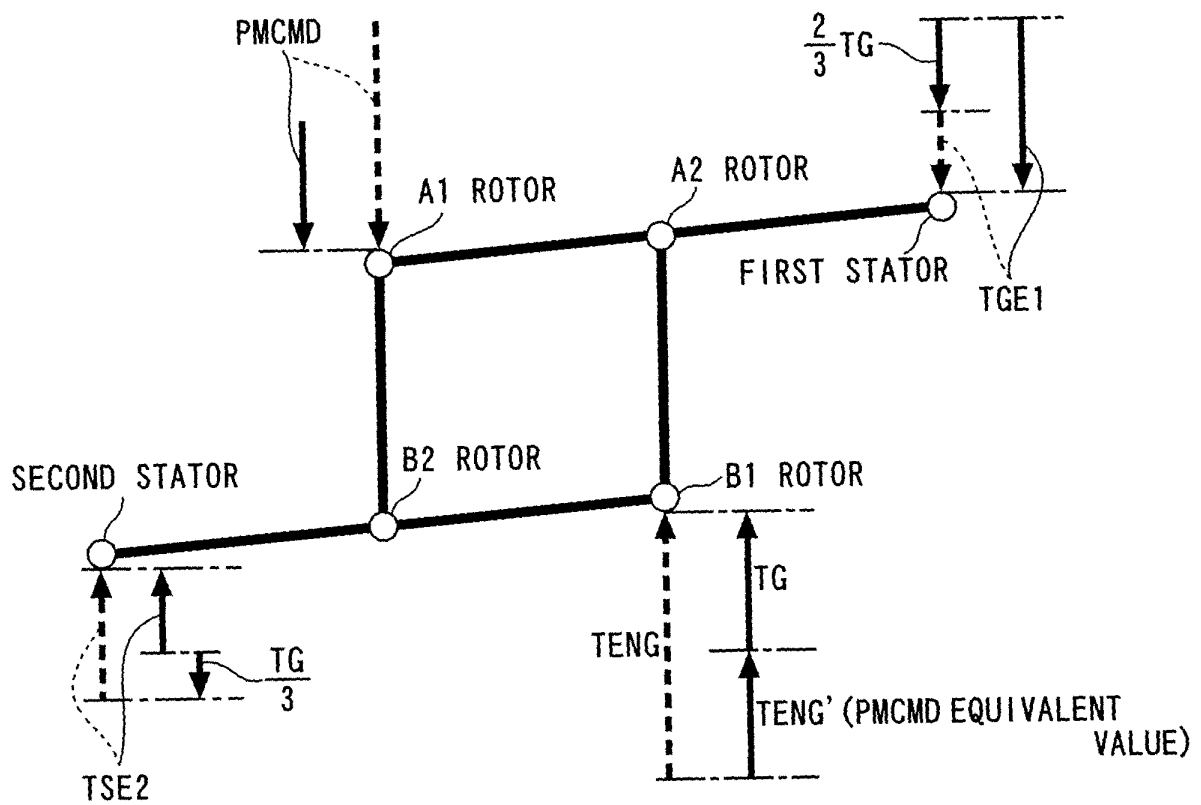 PMCMD
2
3
TG
A1 ROTOR
A2 ROTOR
FIRST STATOR
TGE1
SECOND STATOR
B2 ROTOR
B1 ROTOR
TG
TENG
TG
3
TENG' (PMCMD EQUIVALENT
VALUE)
TSE2